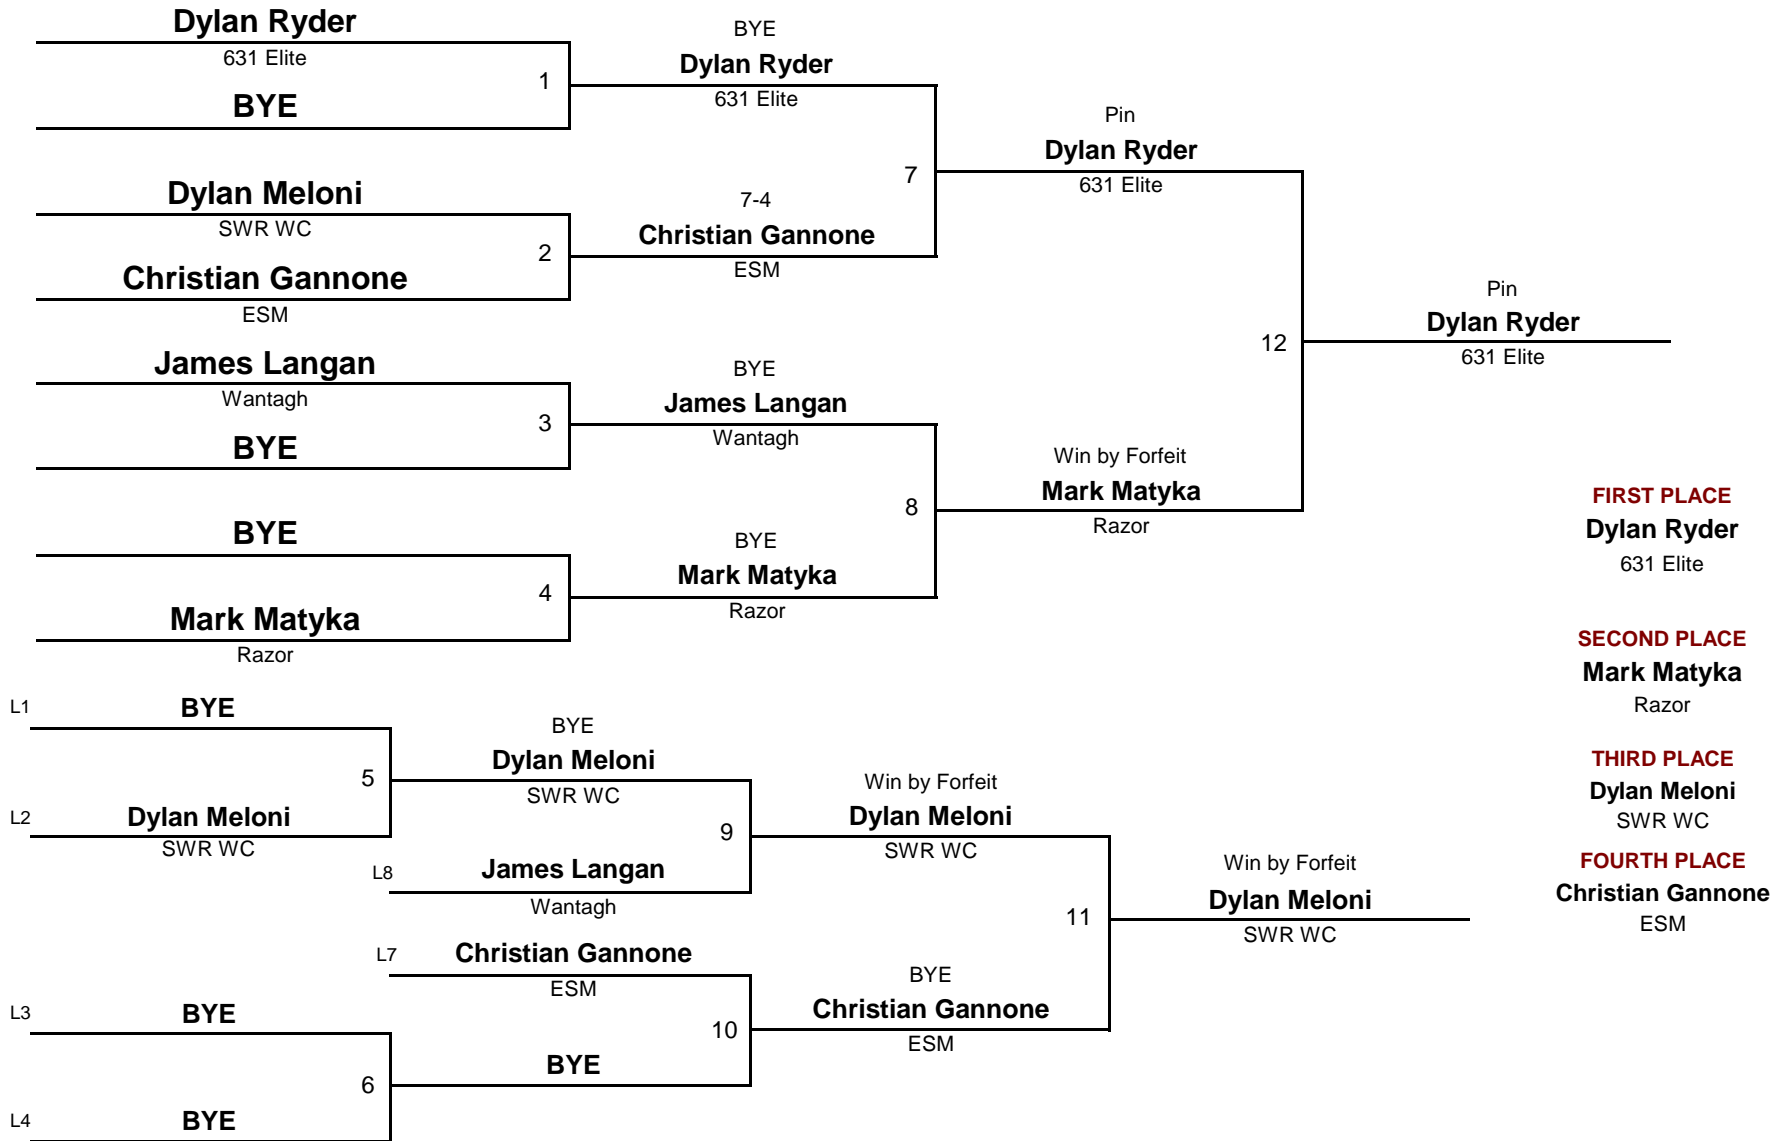 Dylan Ryder
631 Elite
1
BYE
Dylan Meloni
SWR WC
2
Christian Gannone
ESM
James Langan
Wantagh
3
BYE
BYE
4
Mark Matyka
Razor
BYE
Dylan Ryder
631 Elite
7
7-4
Christian Gannone
ESM
BYE
James Langan
Wantagh
8
BYE
Mark Matyka
Razor
Pin
Dylan Ryder
631 Elite
12
Win by Forfeit
Mark Matyka
Razor
Pin
Dylan Ryder
631 Elite
FIRST PLACE
Dylan Ryder
631 Elite
SECOND PLACE
Mark Matyka
Razor
THIRD PLACE
Dylan Meloni
SWR WC
FOURTH PLACE
Christian Gannone
ESM
L1
BYE
5
L2
Dylan Meloni
SWR WC
L3
BYE
6
L4
BYE
BYE
Dylan Meloni
SWR WC
9
L8
James Langan
Wantagh
L7
Christian Gannone
ESM
10
BYE
Win by Forfeit
Dylan Meloni
SWR WC
11
BYE
Christian Gannone
ESM
Win by Forfeit
Dylan Meloni
SWR WC